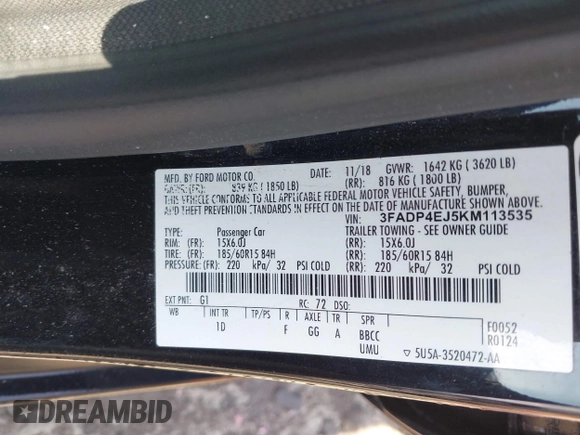 MFD. BY FORD MOTOR CO. 11/18 GVWR: 1642 KG ( 3620 LB)
839 KG ( 1850 LB) (RR): 816 KG ( 1800 LB)
THIS VEHICLE CONFORMS TO ALL APPLICABLE FEDERAL MOTOR VEHICLE SAFETY, BUMPER,
AND THEFT PREVENTION STANDARDS IN EFFECT ON THE DATE OF MANUFACTURE SHOWN ABOVE.
VIN: 3FADP4EJ5KM113535
TYPE: Passenger Car TRAILER TOWING - SEE OWNER GUIDE
RIM: (FR): 15X6.0J (RR): 15X6.0J
TIRE: (FR): 185/60R15 84H (RR): 185/60R15 84H
PRESSURE: (FR): 220 kPa/ 32 PSI COLD (RR): 220 kPa/ 32 PSI COLD
EXT PNT: G1 RC: 72 DSO:
WB INT TR TP/PS R AXLE TR SPR
1D F GG A BBCC
UMU
F0052
R0124
▽ 5U5A-3520472-AA
DREAMBID